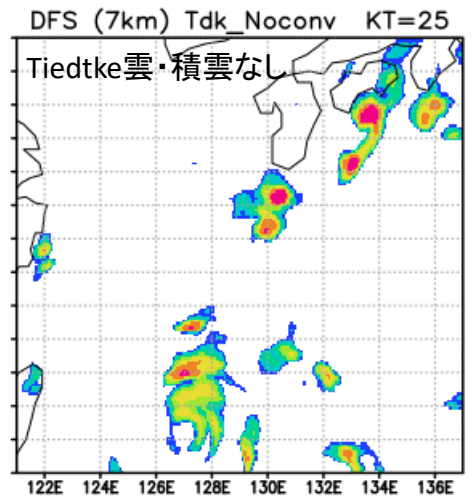 DFS (7km) Tdk_Noconv KT=25
Tiedtke雲・積雲なし
122E 124E 126E 128E 130E 132E 134E 136E